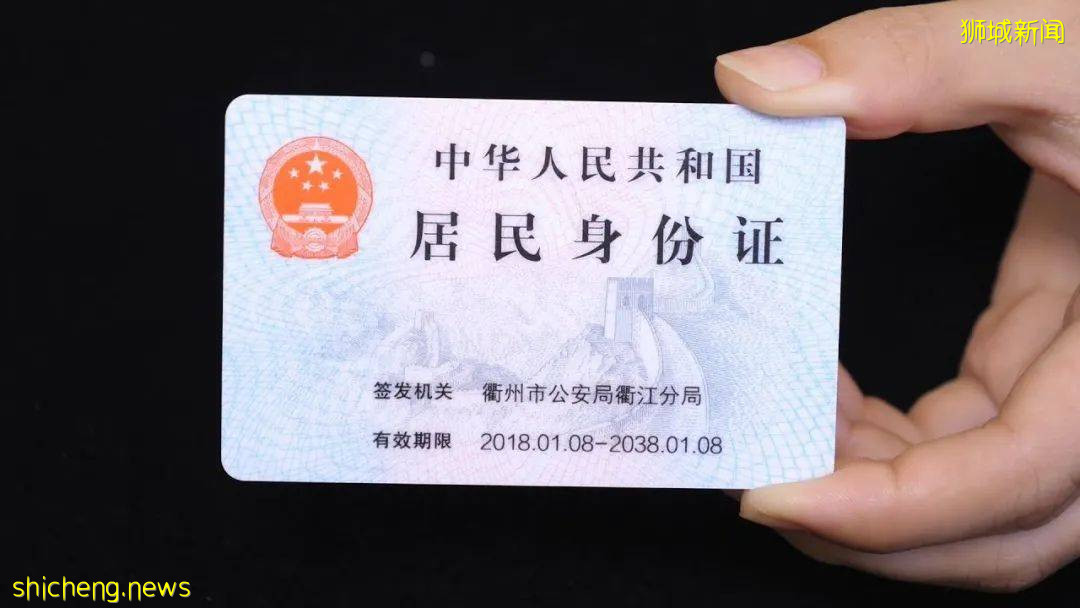 狮城新闻
中华人民共和国
居民身份证
签发机关 衢州市公安局衢江分局
有效期限 2018.01.08-2038.01.08
shicheng.news